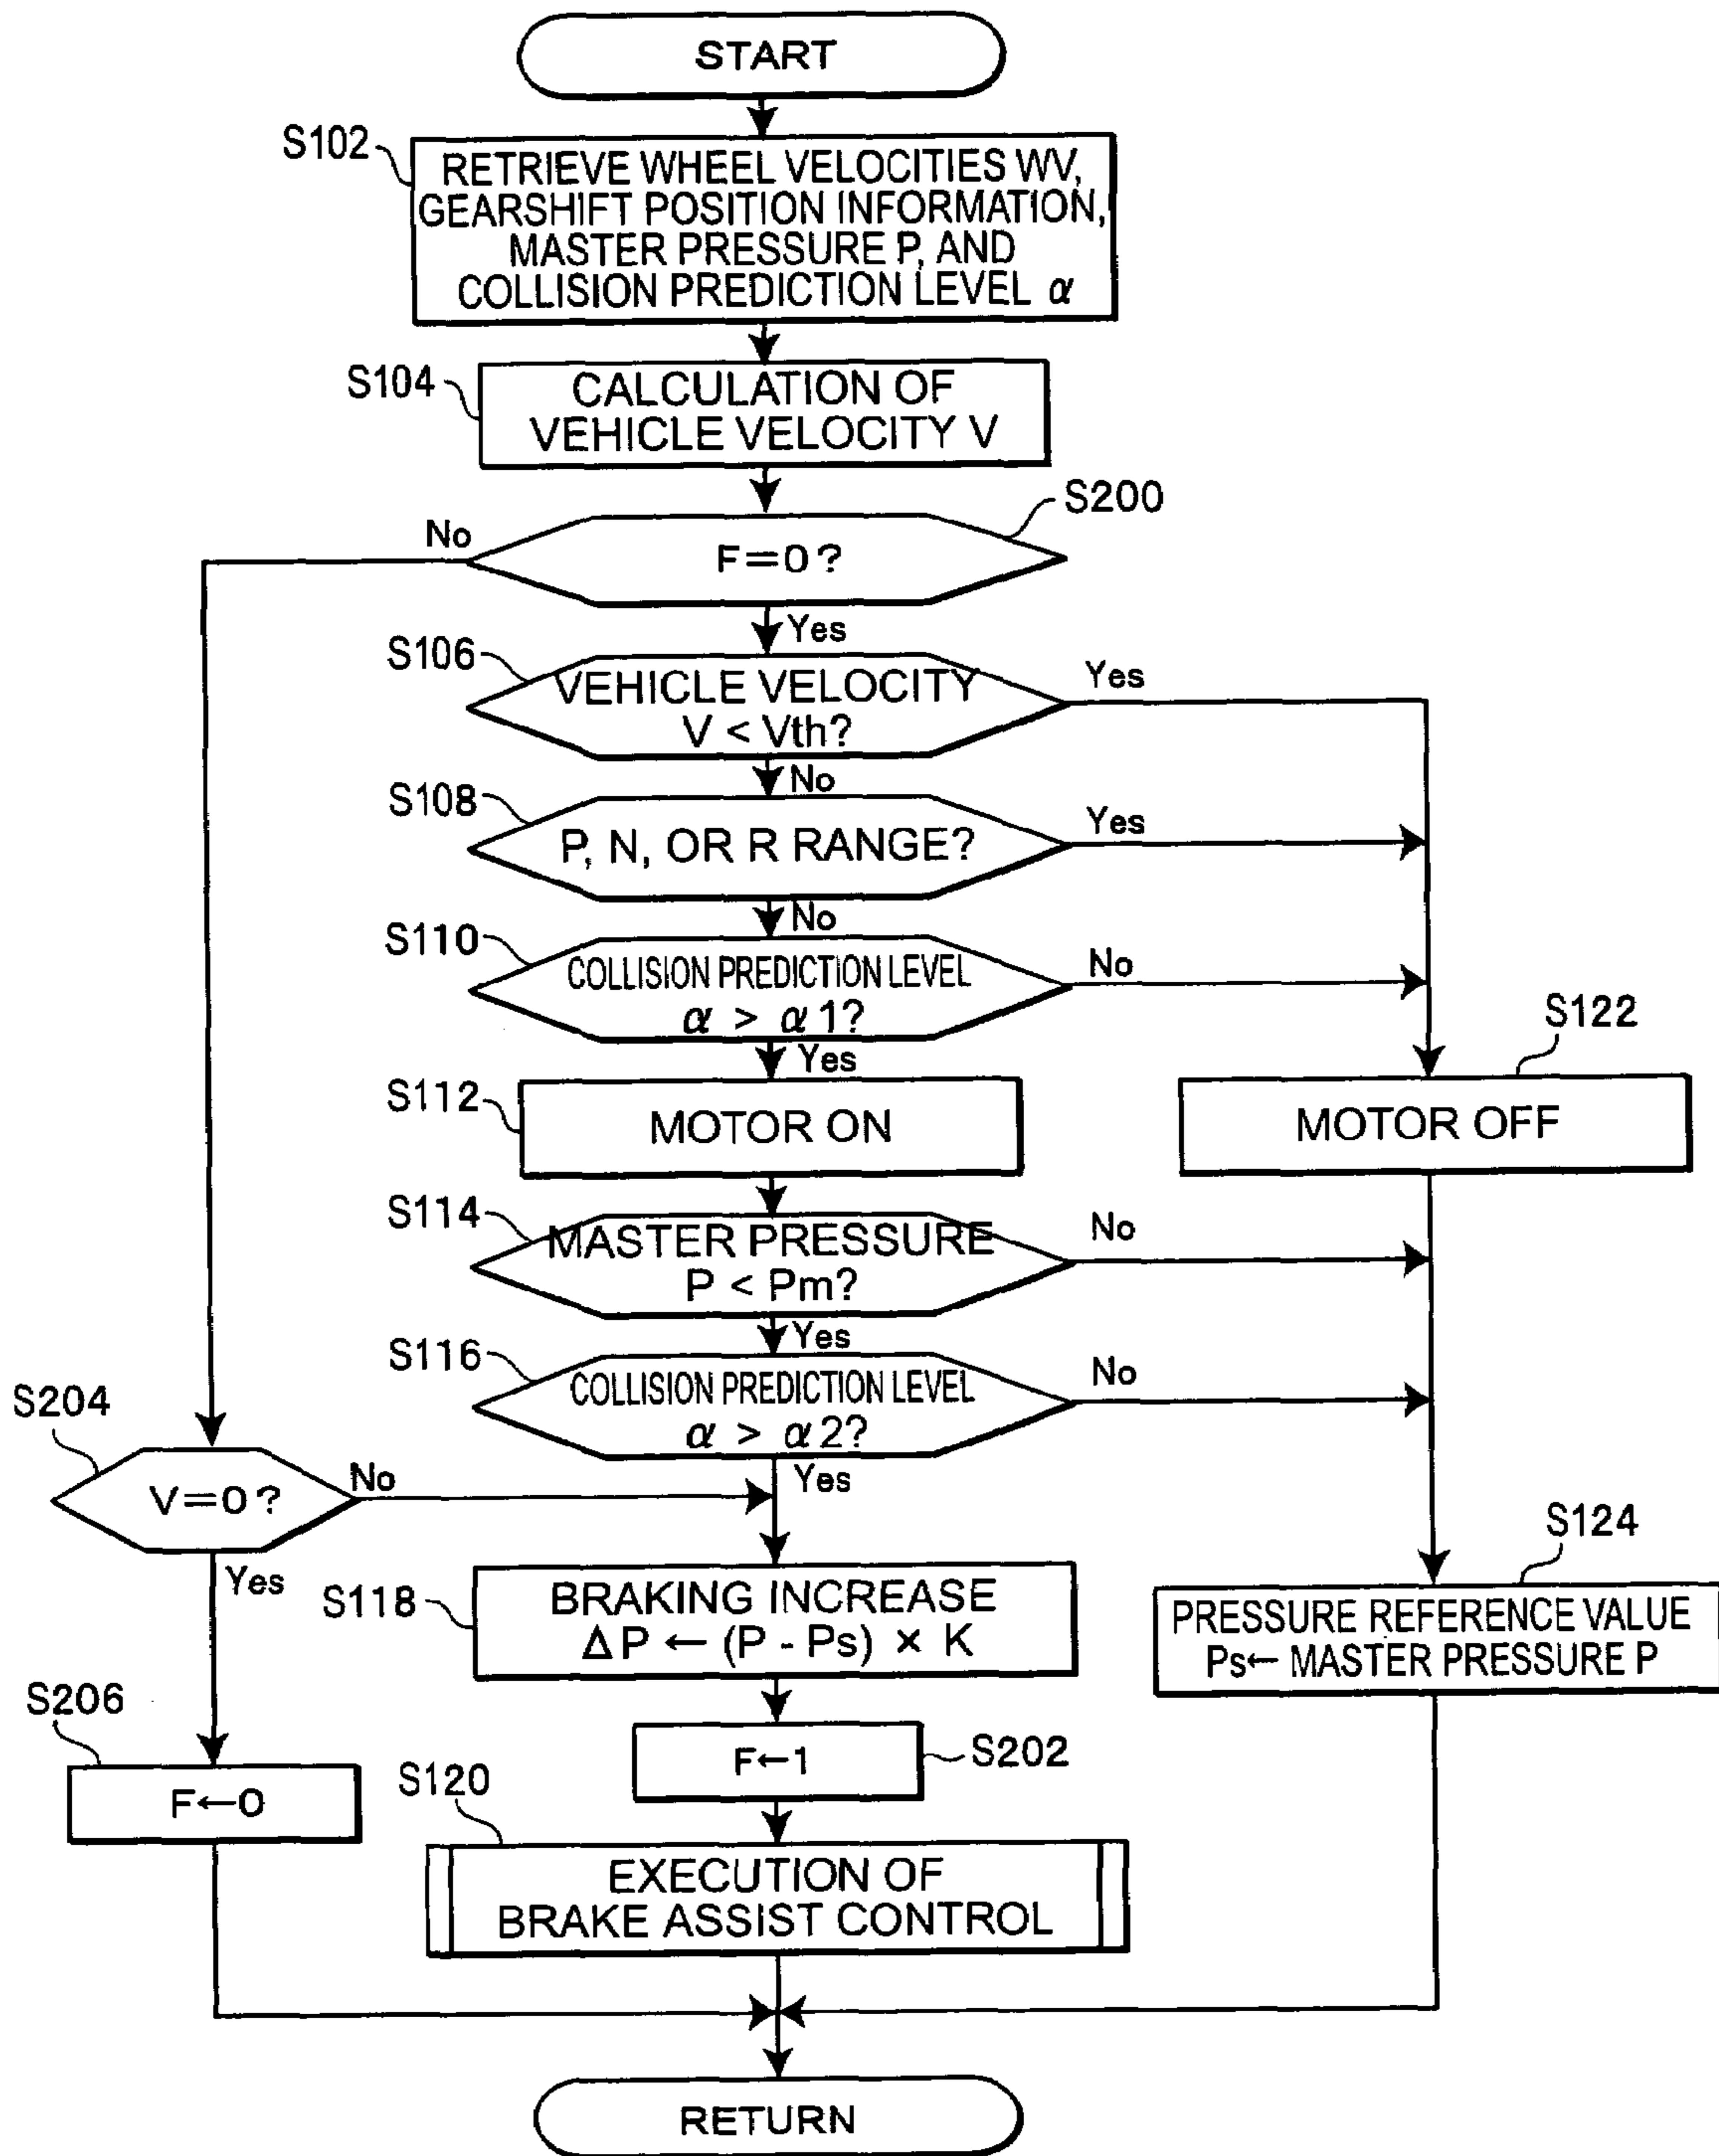 START
S102
RETRIEVE WHEEL VELOCITIES WV,
GEARSHIFT POSITION INFORMATION,
MASTER PRESSURE P, AND
COLLISION PREDICTION LEVEL α
S104
CALCULATION OF
VEHICLE VELOCITY V
S200
No
F=0?
Yes
S106
VEHICLE VELOCITY
V < Vth?
Yes
No
S108
P, N, OR R RANGE?
Yes
No
S110
COLLISION PREDICTION LEVEL
α > α1?
No
Yes
S122
S112
MOTOR ON
MOTOR OFF
S114
MASTER PRESSURE
P < Pm?
No
Yes
S116
COLLISION PREDICTION LEVEL
α > α2?
No
Yes
S204
V=0?
No
Yes
S118
BRAKING INCREASE
ΔP ← (P - Ps) × K
S124
PRESSURE REFERENCE VALUE
Ps← MASTER PRESSURE P
S206
F←0
F←1
S202
S120
EXECUTION OF
BRAKE ASSIST CONTROL
RETURN